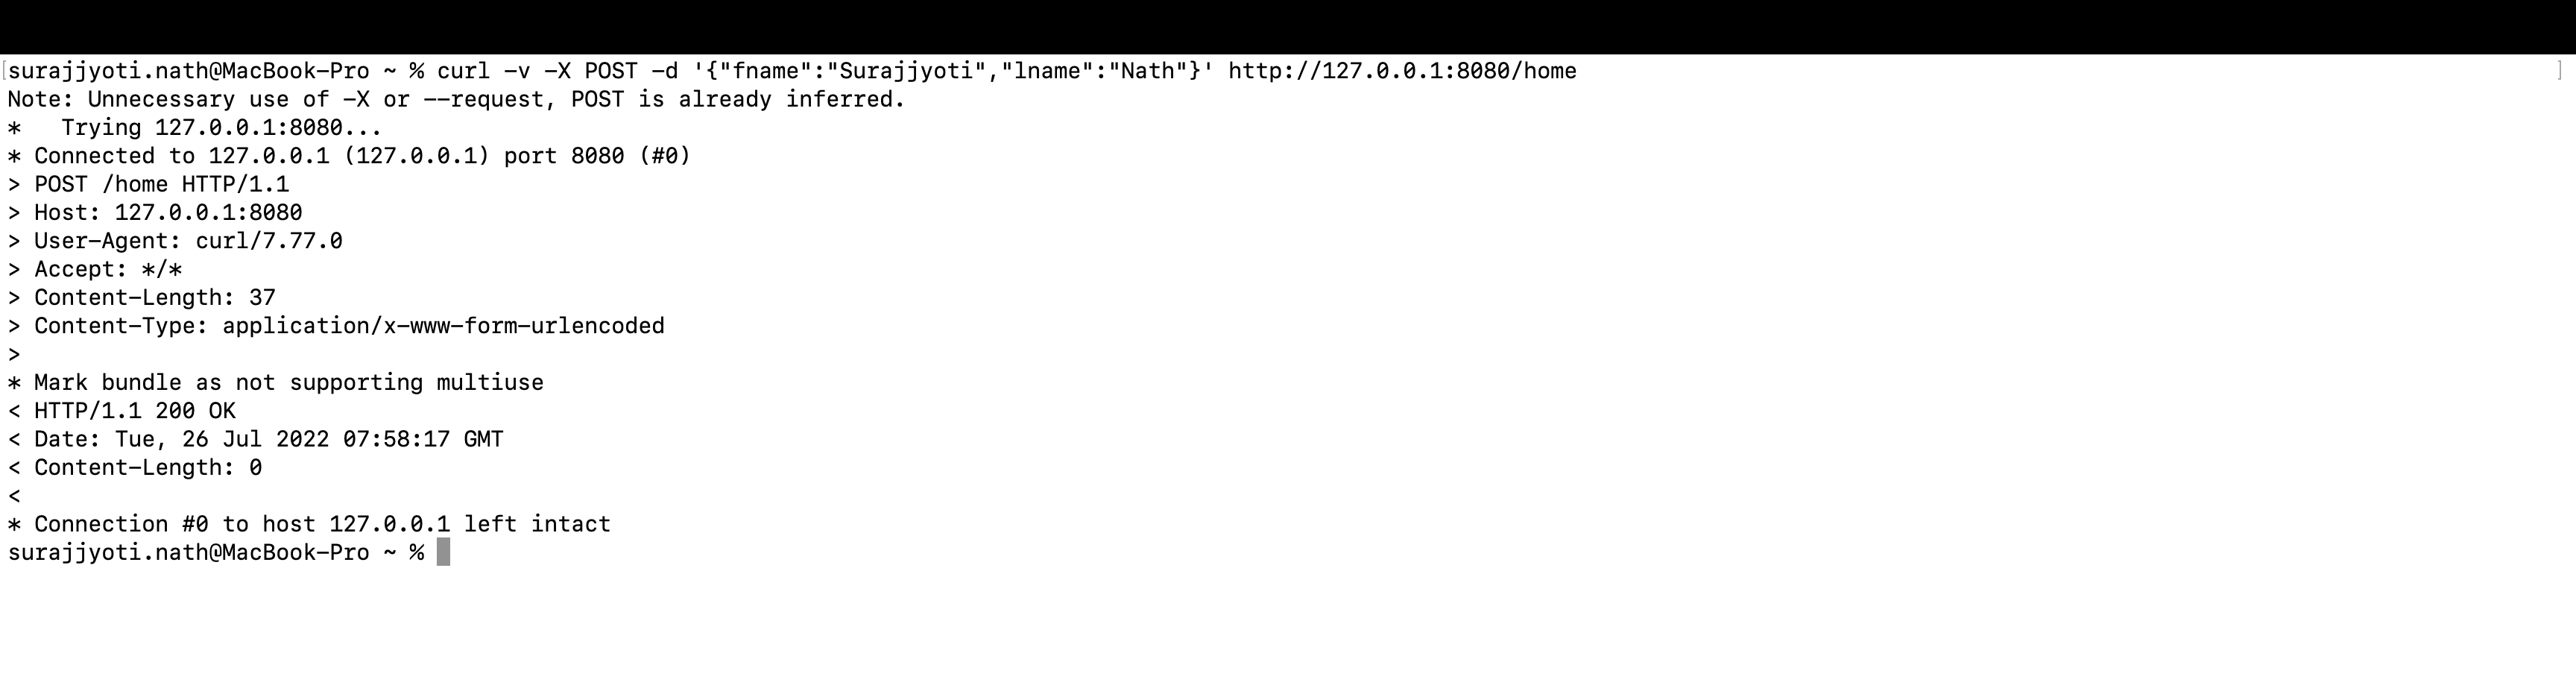 [surajjyoti.nath@MacBook-Pro ~ % curl -v -X POST -d '{"fname":"Surajjyoti","lname":"Nath"}' http://127.0.0.1:8080/home ]
Note: Unnecessary use of -X or --request, POST is already inferred.
*   Trying 127.0.0.1:8080...
* Connected to 127.0.0.1 (127.0.0.1) port 8080 (#0)
> POST /home HTTP/1.1
> Host: 127.0.0.1:8080
> User-Agent: curl/7.77.0
> Accept: */*
> Content-Length: 37
> Content-Type: application/x-www-form-urlencoded
>
* Mark bundle as not supporting multiuse
< HTTP/1.1 200 OK
< Date: Tue, 26 Jul 2022 07:58:17 GMT
< Content-Length: 0
<
* Connection #0 to host 127.0.0.1 left intact
surajjyoti.nath@MacBook-Pro ~ %